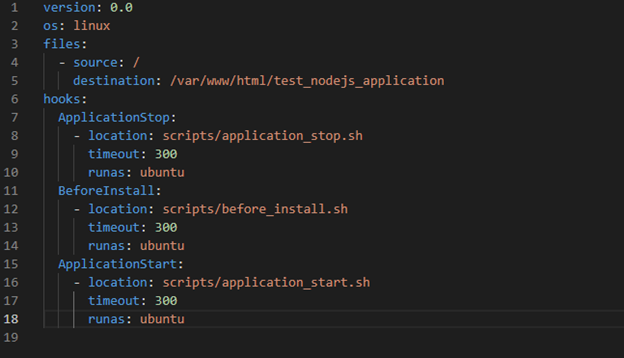 1 version: 0.0
2 os: linux
3 files:
4   - source: /
5     destination: /var/www/html/test_nodejs_application
6 hooks:
7   ApplicationStop:
8     - location: scripts/application_stop.sh
9       timeout: 300
10       runas: ubuntu
11   BeforeInstall:
12     - location: scripts/before_install.sh
13       timeout: 300
14       runas: ubuntu
15   ApplicationStart:
16     - location: scripts/application_start.sh
17       timeout: 300
18       runas: ubuntu
19